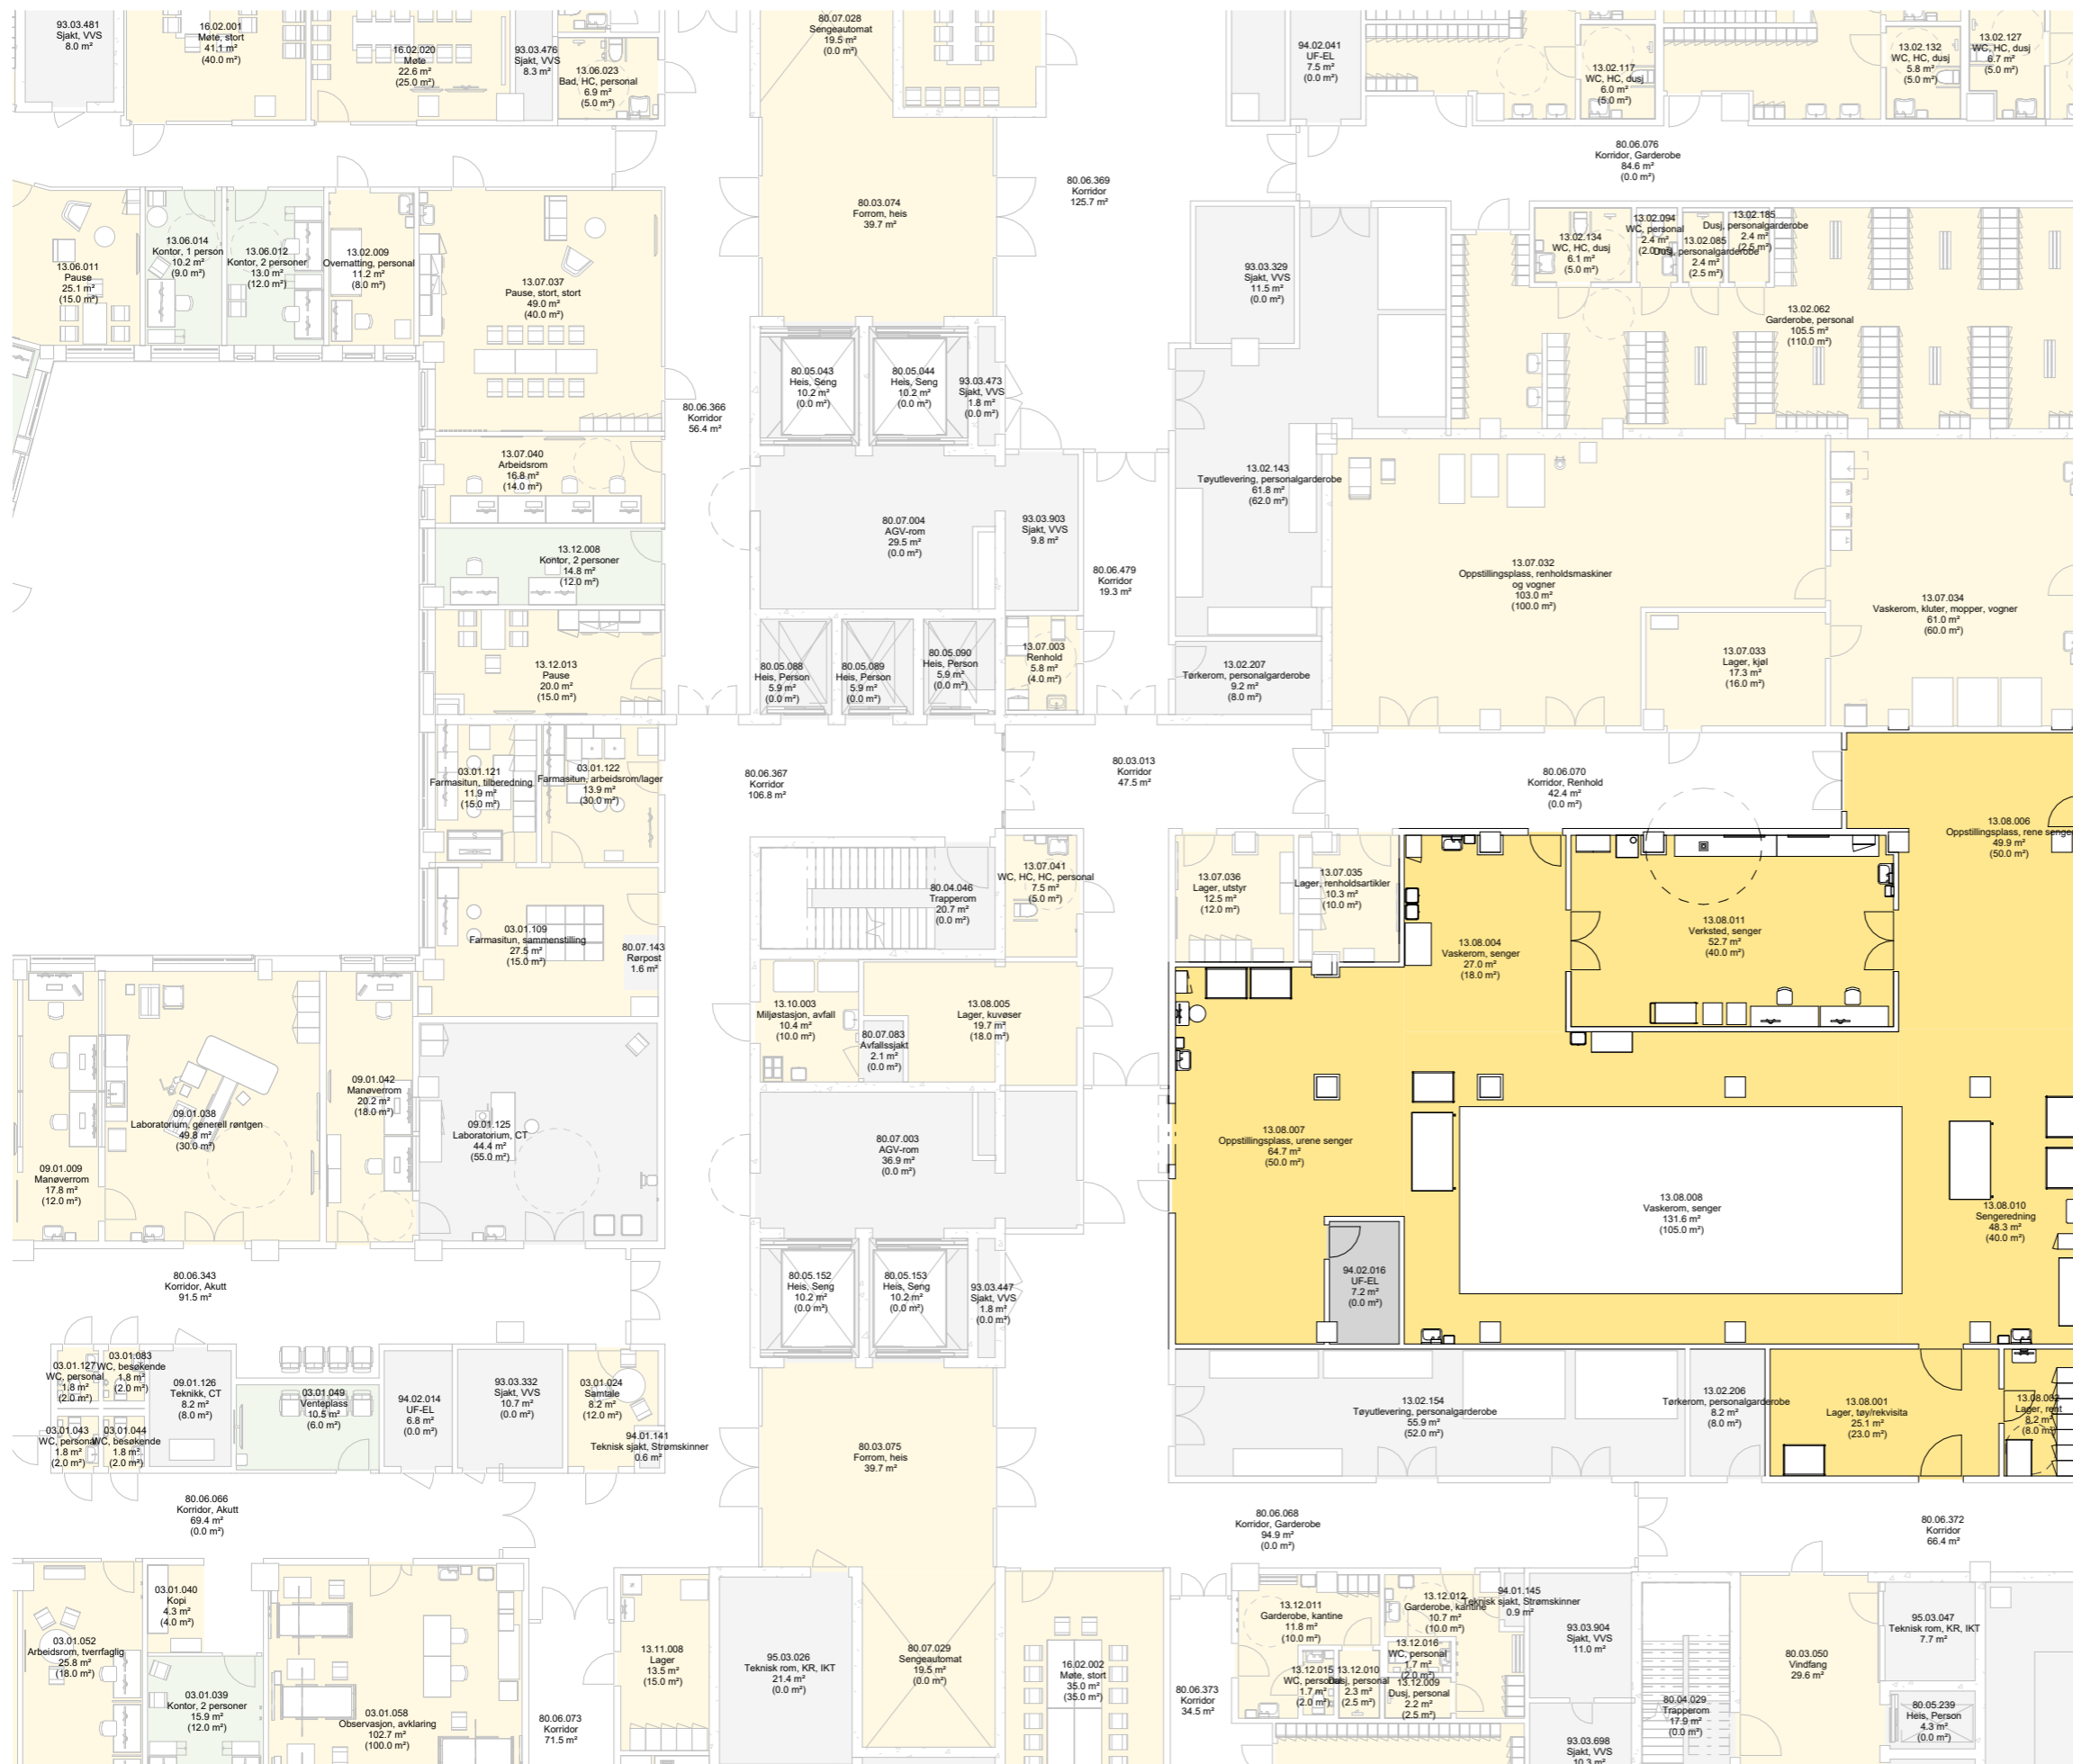 93.03.481
Sjakt, VVS
8.0 m²
16.02.001
Møte, stort
41.1 m²
(40.0 m²)
16.02.020
Møte
22.6 m²
(25.0 m²)
93.03.476
Sjakt, VVS
8.3 m²
13.06.023
Bad, HC, personal
6.9 m²
(5.0 m²)
80.07.028
Sengeautomat
19.5 m²
(0.0 m²)
94.02.041
UF-EL
7.5 m²
(0.0 m²)
13.02.117
WC, HC, dusj
6.0 m²
(5.0 m²)
13.02.132
WC, HC, dusj
5.8 m²
(5.0 m²)
13.02.127
WC, HC, dusj
6.7 m²
(5.0 m²)
80.06.076
Korridor, Garderobe
84.6 m²
(0.0 m²)
80.06.369
Korridor
125.7 m²
80.03.074
Forrom, heis
39.7 m²
13.06.011
Pause
25.1 m²
(15.0 m²)
13.06.014
Kontor, 1 person
10.2 m²
(9.0 m²)
13.06.012
Kontor, 2 personer
13.0 m²
(12.0 m²)
13.02.009
Overnatting, personal
11.2 m²
(8.0 m²)
13.07.037
Pause, stort, stort
49.0 m²
(40.0 m²)
93.03.329
Sjakt, VVS
11.5 m²
(0.0 m²)
13.02.134
WC, HC, dusj
6.1 m²
(5.0 m²)
13.02.094
WC, personal
2.4 m²
(2.0 m²)
13.02.185
Dusj, personalgarderobe
2.4 m²
(2.5 m²)
13.02.085
Dusj, personalgarderobe
2.4 m²
(2.5 m²)
13.02.062
Garderobe, personal
105.5 m²
(110.0 m²)
80.05.043
Heis, Seng
10.2 m²
(0.0 m²)
80.05.044
Heis, Seng
10.2 m²
(0.0 m²)
93.03.473
Sjakt, VVS
1.8 m²
(0.0 m²)
80.06.366
Korridor
56.4 m²
13.07.040
Arbeidsrom
16.8 m²
(14.0 m²)
13.02.143
Tøyutlevering, personalgarderobe
61.8 m²
(62.0 m²)
80.07.004
AGV-rom
29.5 m²
(0.0 m²)
93.03.903
Sjakt, VVS
9.8 m²
80.06.479
Korridor
19.3 m²
13.12.008
Kontor, 2 personer
14.8 m²
(12.0 m²)
13.07.032
Oppstillingsplass, renholdsmaskiner
og vogner
103.0 m²
(100.0 m²)
13.07.034
Vaskerom, kluter, mopper, vogner
61.0 m²
(60.0 m²)
13.12.013
Pause
20.0 m²
(15.0 m²)
80.05.088
Heis, Person
5.9 m²
(0.0 m²)
80.05.089
Heis, Person
5.9 m²
(0.0 m²)
80.05.090
Heis, Person
5.9 m²
(0.0 m²)
13.07.003
Renhold
5.8 m²
(4.0 m²)
13.02.207
Tørkerom, personalgarderobe
9.2 m²
(8.0 m²)
13.07.033
Lager, kjøl
17.3 m²
(16.0 m²)
03.01.121
Farmasitun, tilberedning
11.9 m²
(15.0 m²)
03.01.122
Farmasitun, arbeidsrom/lager
13.9 m²
(30.0 m²)
80.06.367
Korridor
106.8 m²
80.03.013
Korridor
47.5 m²
80.06.070
Korridor, Renhold
42.4 m²
(0.0 m²)
13.08.006
Oppstillingsplass, rene senger
49.9 m²
(50.0 m²)
03.01.109
Farmasitun, sammenstilling
27.5 m²
(15.0 m²)
80.07.143
Rørpost
1.6 m²
80.04.046
Trapperom
20.7 m²
(0.0 m²)
13.07.041
WC, HC, HC, personal
7.5 m²
(5.0 m²)
13.07.036
Lager, utstyr
12.5 m²
(12.0 m²)
13.07.035
Lager, renholdsartikler
10.3 m²
(10.0 m²)
13.08.004
Vaskerom, senger
27.0 m²
(18.0 m²)
13.08.011
Verksted, senger
52.7 m²
(40.0 m²)
13.10.003
Miljøstasjon, avfall
10.4 m²
(10.0 m²)
80.07.083
Avfallssjakt
2.1 m²
(0.0 m²)
13.08.005
Lager, kuvøser
19.7 m²
(18.0 m²)
09.01.009
Manøverrom
17.8 m²
(12.0 m²)
09.01.038
Laboratorium, generell røntgen
49.8 m²
(30.0 m²)
09.01.042
Manøverrom
20.2 m²
(18.0 m²)
09.01.125
Laboratorium, CT
44.4 m²
(55.0 m²)
80.07.003
AGV-rom
36.9 m²
(0.0 m²)
13.08.007
Oppstillingsplass, urene senger
64.7 m²
(50.0 m²)
13.08.008
Vaskerom, senger
131.6 m²
(105.0 m²)
13.08.010
Sengeredning
48.3 m²
(40.0 m²)
80.06.343
Korridor, Akutt
91.5 m²
80.05.152
Heis, Seng
10.2 m²
(0.0 m²)
80.05.153
Heis, Seng
10.2 m²
(0.0 m²)
93.03.447
Sjakt, VVS
1.8 m²
(0.0 m²)
94.02.016
UF-EL
7.2 m²
(0.0 m²)
03.01.127
WC, personal
1.8 m²
(2.0 m²)
03.01.083
WC, besøkende
1.8 m²
(2.0 m²)
09.01.126
Teknikk, CT
8.2 m²
(8.0 m²)
03.01.049
Venteplass
10.5 m²
(6.0 m²)
94.02.014
UF-EL
6.8 m²
(0.0 m²)
93.03.332
Sjakt, VVS
10.7 m²
(0.0 m²)
03.01.024
Samtale
8.2 m²
(12.0 m²)
03.01.043
WC, personal
1.8 m²
(2.0 m²)
03.01.044
WC, besøkende
1.8 m²
(2.0 m²)
94.01.141
Teknisk sjakt, Strømskinner
0.6 m²
80.03.075
Forrom, heis
39.7 m²
13.02.154
Tøyutlevering, personalgarderobe
55.9 m²
(52.0 m²)
13.02.206
Tørkerom, personalgarderobe
8.2 m²
(8.0 m²)
13.08.001
Lager, tøy/rekvisita
25.1 m²
(23.0 m²)
13.08.002
Lager, rent
8.2 m²
(8.0 m²)
80.06.066
Korridor, Akutt
69.4 m²
(0.0 m²)
80.06.068
Korridor, Garderobe
94.9 m²
(0.0 m²)
80.06.372
Korridor
66.4 m²
03.01.040
Kopi
4.3 m²
(4.0 m²)
03.01.052
Arbeidsrom, tverrfaglig
25.8 m²
(18.0 m²)
03.01.039
Kontor, 2 personer
15.9 m²
(12.0 m²)
03.01.058
Observasjon, avklaring
102.7 m²
(100.0 m²)
80.06.073
Korridor
71.5 m²
13.11.008
Lager
13.5 m²
(15.0 m²)
95.03.026
Teknisk rom, KR, IKT
21.4 m²
(0.0 m²)
80.07.029
Sengeautomat
19.5 m²
(0.0 m²)
16.02.002
Møte, stort
35.0 m²
(35.0 m²)
80.06.373
Korridor
34.5 m²
13.12.011
Garderobe, kantine
11.8 m²
(10.0 m²)
13.12.012
Garderobe, kantine
10.7 m²
(10.0 m²)
94.01.145
Teknisk sjakt, Strømskinner
0.9 m²
13.12.015
WC, personal
1.7 m²
(2.0 m²)
13.12.010
Dusj, personal
2.3 m²
(2.5 m²)
13.12.016
WC, personal
1.7 m²
(2.0 m²)
13.12.009
Dusj, personal
2.2 m²
(2.5 m²)
93.03.904
Sjakt, VVS
11.0 m²
93.03.698
Sjakt, VVS
10.3 m²
80.04.029
Trapperom
17.9 m²
(0.0 m²)
80.03.050
Vindfang
29.6 m²
95.03.047
Teknisk rom, KR, IKT
7.7 m²
80.05.239
Heis, Person
4.3 m²
(0.0 m²)